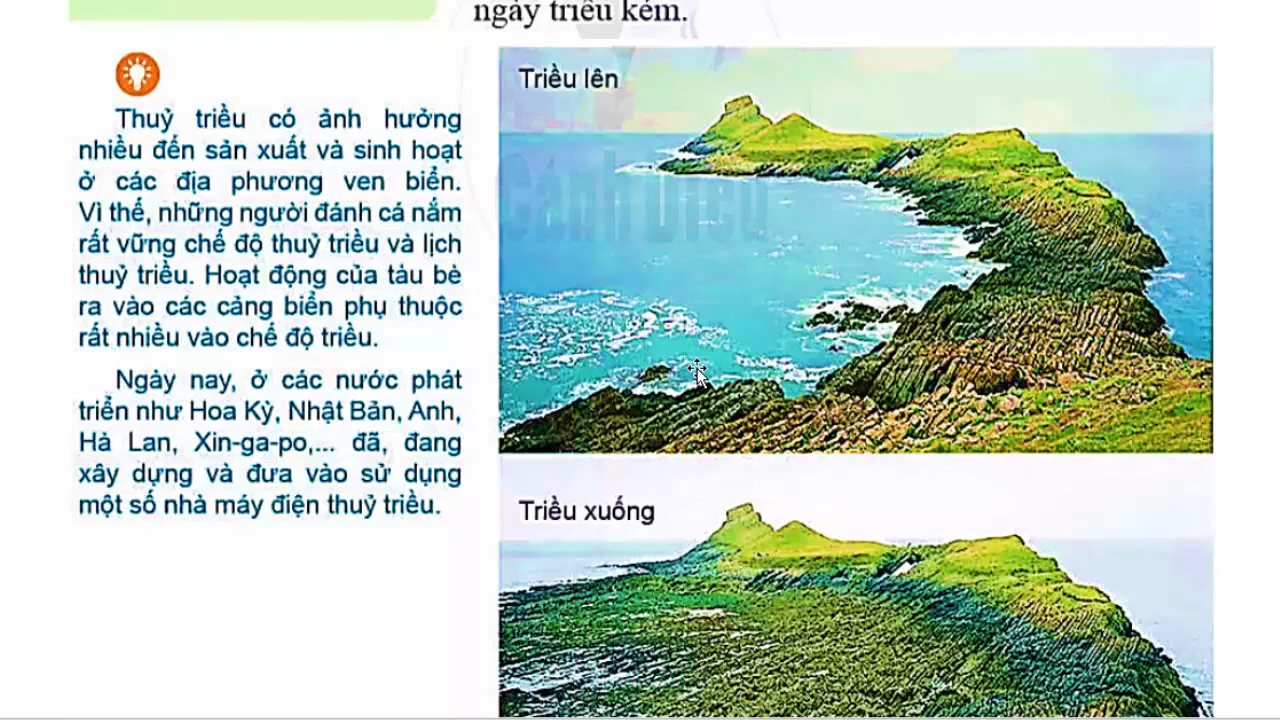 ngày triều kém.
Thuỷ triều có ảnh hưởng
nhiều đến sản xuất và sinh hoạt
ở các địa phương ven biển.
Vì thế, những người đánh cá nắm
rất vững chế độ thuỷ triều và lịch
thuỷ triều. Hoạt động của tàu bè
ra vào các cảng biển phụ thuộc
rất nhiều vào chế độ triều.
Ngày nay, ở các nước phát
triển như Hoa Kỳ, Nhật Bản, Anh,
Hà Lan, Xin-ga-po,... đã, đang
xây dựng và đưa vào sử dụng
một số nhà máy điện thuỷ triều.
Triều lên
Cánh Diều
Triều xuống